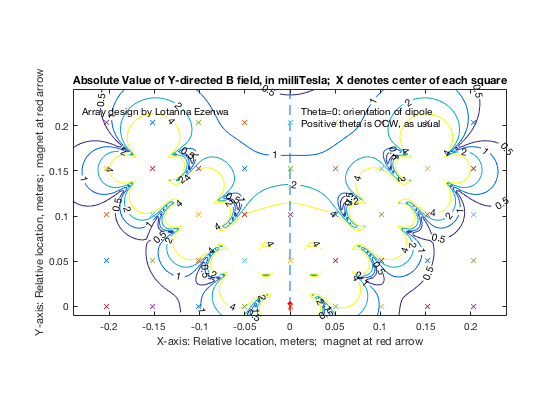 Absolute Value of Y-directed B field, in milliTesla; X denotes center of each square
Array design by Lotanna Ezenwa
Theta=0: orientation of dipole
Positive theta is CCW, as usual
Y-axis: Relative location, meters; magnet at red arrow
0.2
0.15
0.1
0.05
0
-0.2 -0.15 -0.1 -0.05 0 0.05 0.1 0.15 0.2
X-axis: Relative location, meters; magnet at red arrow